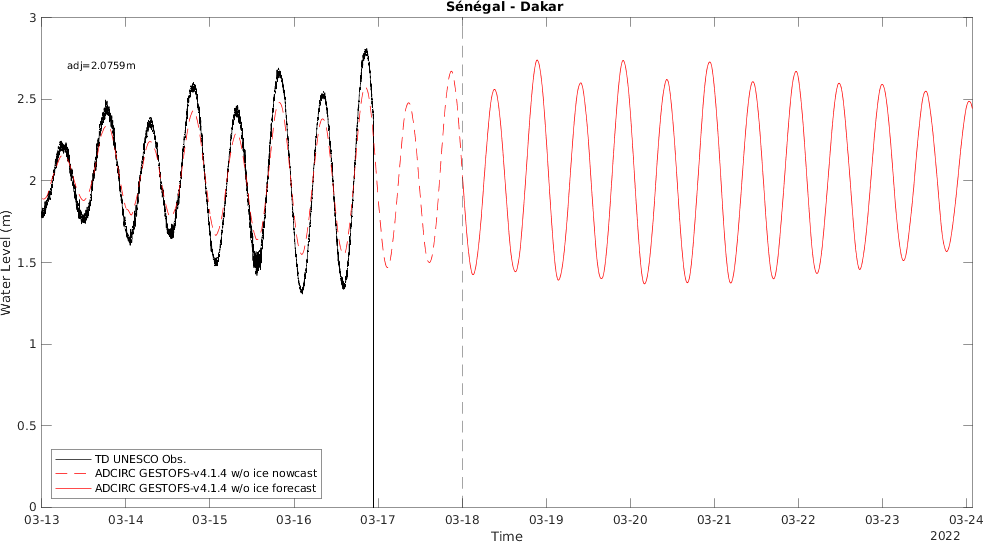 Sénégal - Dakar
adj=2.0759m
3
2.5
2
1.5
1
0.5
0
Water Level (m)
TD UNESCO Obs.
ADCIRC GESTOFS-v4.1.4 w/o ice nowcast
ADCIRC GESTOFS-v4.1.4 w/o ice forecast
03-13 03-14 03-15 03-16 03-17 03-18 03-19 03-20 03-21 03-22 03-23 03-24
Time
2022